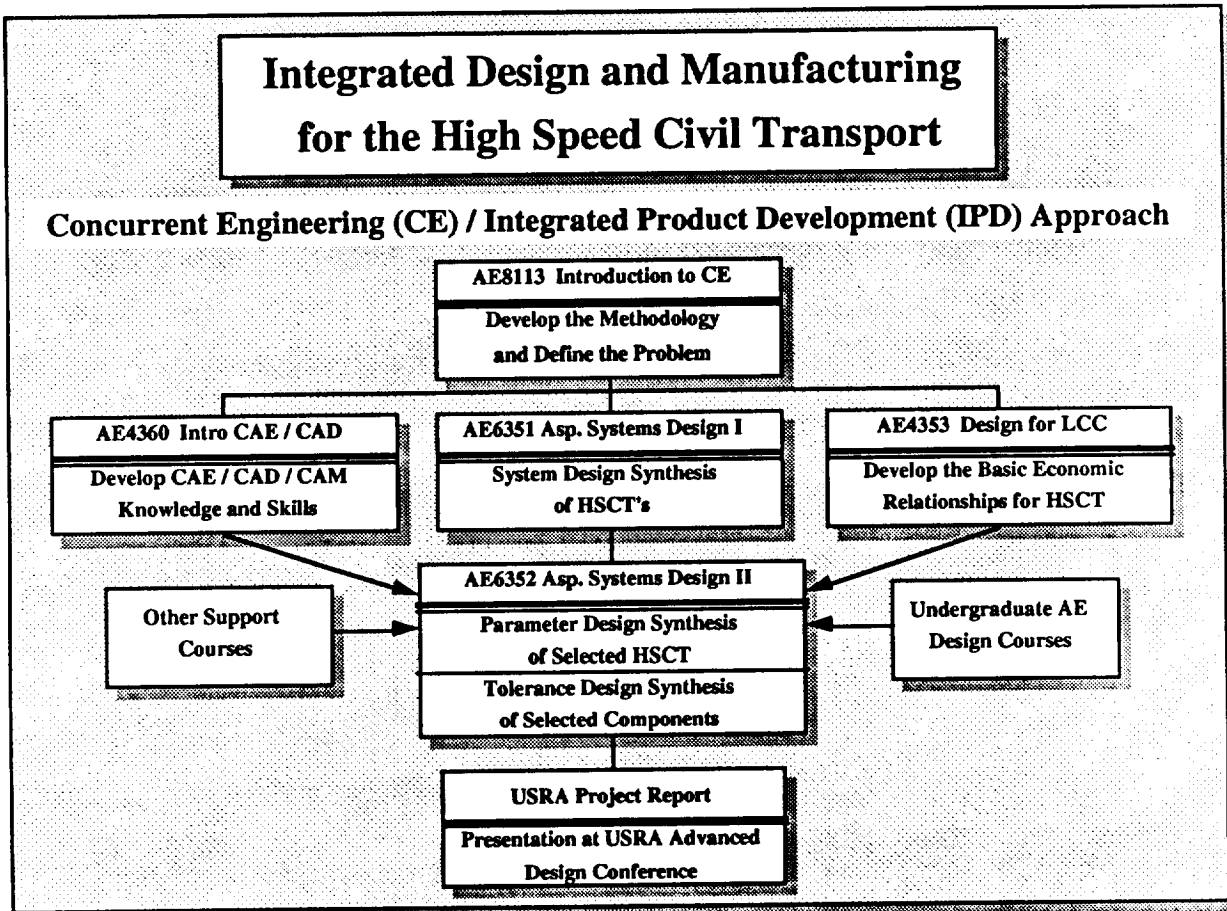 Integrated Design and Manufacturing
for the High Speed Civil Transport
Concurrent Engineering (CE) / Integrated Product Development (IPD) Approach
AE8113 Introduction to CE
Develop the Methodology
and Define the Problem
AE4360 Intro CAE / CAD
Develop CAE / CAD / CAM
Knowledge and Skills
AE6351 Asp. Systems Design I
System Design Synthesis
of HSCT's
AE4353 Design for LCC
Develop the Basic Economic
Relationships for HSCT
Other Support
Courses
AE6352 Asp. Systems Design II
Parameter Design Synthesis
of Selected HSCT
Tolerance Design Synthesis
of Selected Components
Undergraduate AE
Design Courses
USRA Project Report
Presentation at USRA Advanced
Design Conference